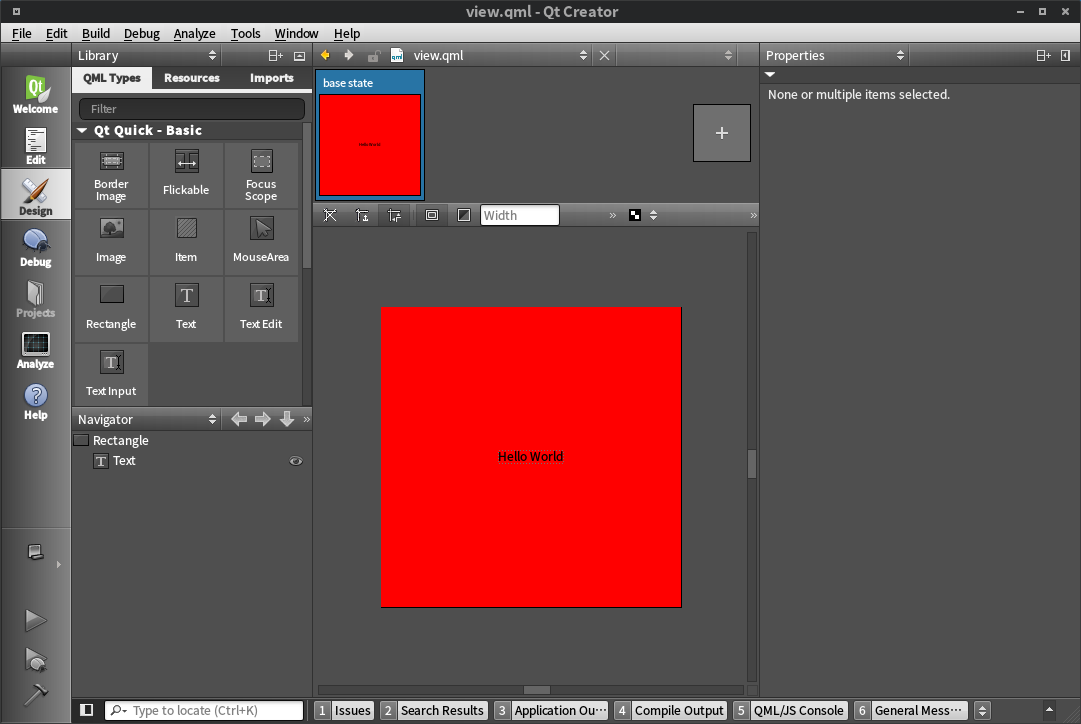 view.qml - Qt Creator
File Edit Build Debug Analyze Tools Window Help
Library
view.qml
Properties
QML Types Resources Imports
Filter
Qt Quick - Basic
Border Image
Flickable
Focus Scope
Image
Item
MouseArea
Rectangle
Text
Text Edit
Text Input
Qt
Welcome
Edit
Design
Debug
Projects
Analyze
Help
base state
Hello World
Width
None or multiple items selected.
Navigator
Rectangle
Text
Hello World
Type to locate (Ctrl+K)
1 Issues
2 Search Results
3 Application Ou···
4 Compile Output
5 QML/JS Console
6 General Mess···